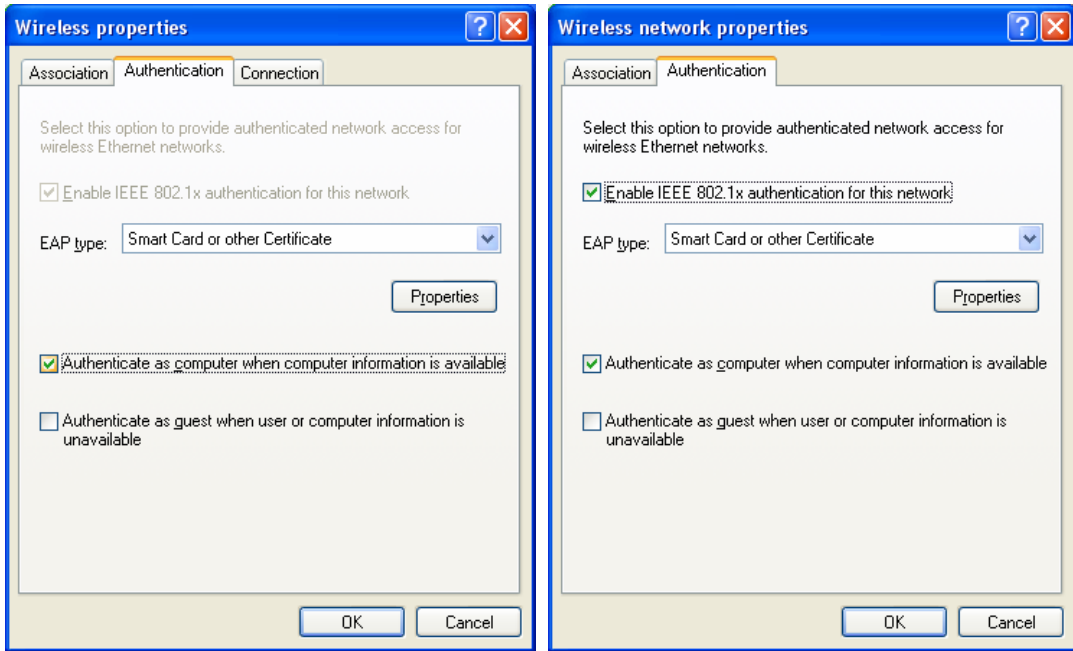 Wireless properties
Association Authentication Connection
Select this option to provide authenticated network access for
wireless Ethernet networks.
Enable IEEE 802.1x authentication for this network
EAP type: Smart Card or other Certificate
Properties
Authenticate as computer when computer information is available
Authenticate as guest when user or computer information is
unavailable
OK Cancel
Wireless network properties
Association Authentication
Select this option to provide authenticated network access for
wireless Ethernet networks.
Enable IEEE 802.1x authentication for this network
EAP type: Smart Card or other Certificate
Properties
Authenticate as computer when computer information is available
Authenticate as guest when user or computer information is
unavailable
OK Cancel